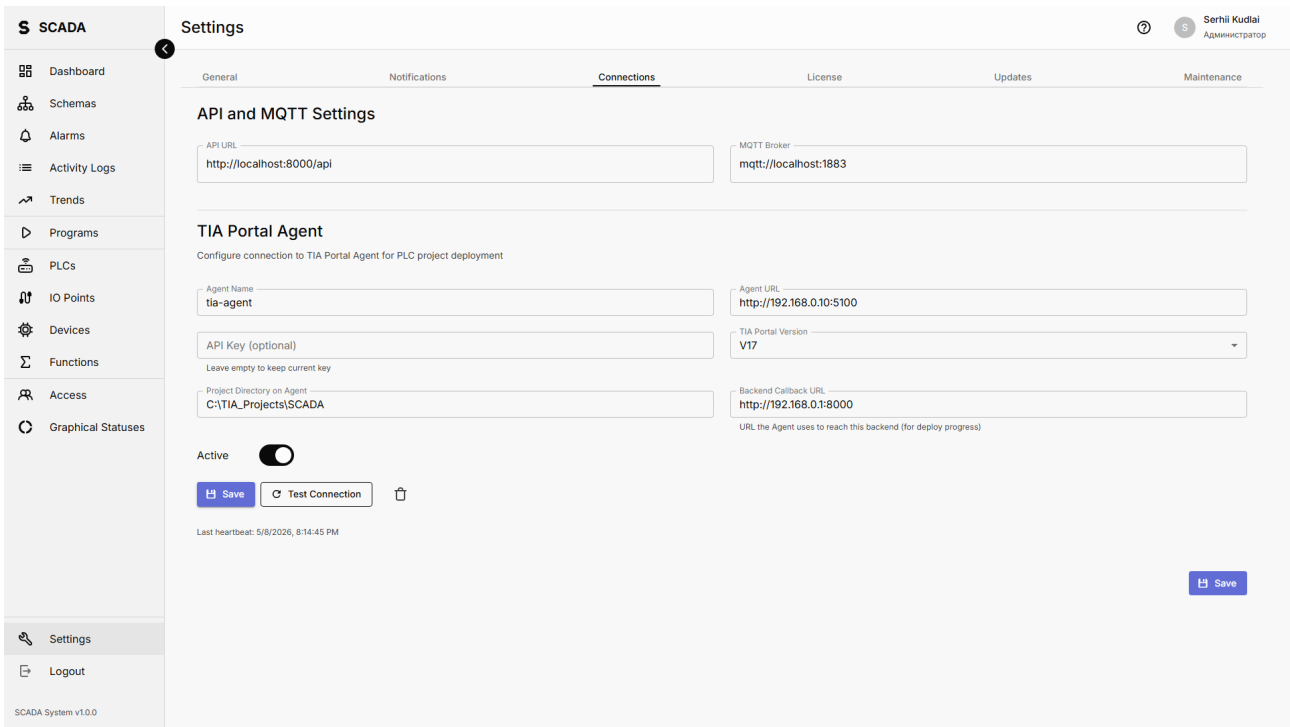 SCADA
Settings
S
Serhii Kudlai
Администратор
Dashboard
Schemas
Alarms
Activity Logs
Trends
Programs
PLCs
IO Points
Devices
Functions
Access
Graphical Statuses
Settings
Logout
SCADA System v1.0.0
General
Notifications
Connections
License
Updates
Maintenance
API and MQTT Settings
API URL
http://localhost:8000/api
MQTT Broker
mqtt://localhost:1883
TIA Portal Agent
Configure connection to TIA Portal Agent for PLC project deployment
Agent Name
tia-agent
Agent URL
http://192.168.0.10:5100
API Key (optional)
Leave empty to keep current key
TIA Portal Version
V17
Project Directory on Agent
C:\TIA_Projects\SCADA
Backend Callback URL
http://192.168.0.1:8000
URL the Agent uses to reach this backend (for deploy progress)
Active
Save
Test Connection
Last heartbeat: 5/8/2026, 8:14:45 PM
Save